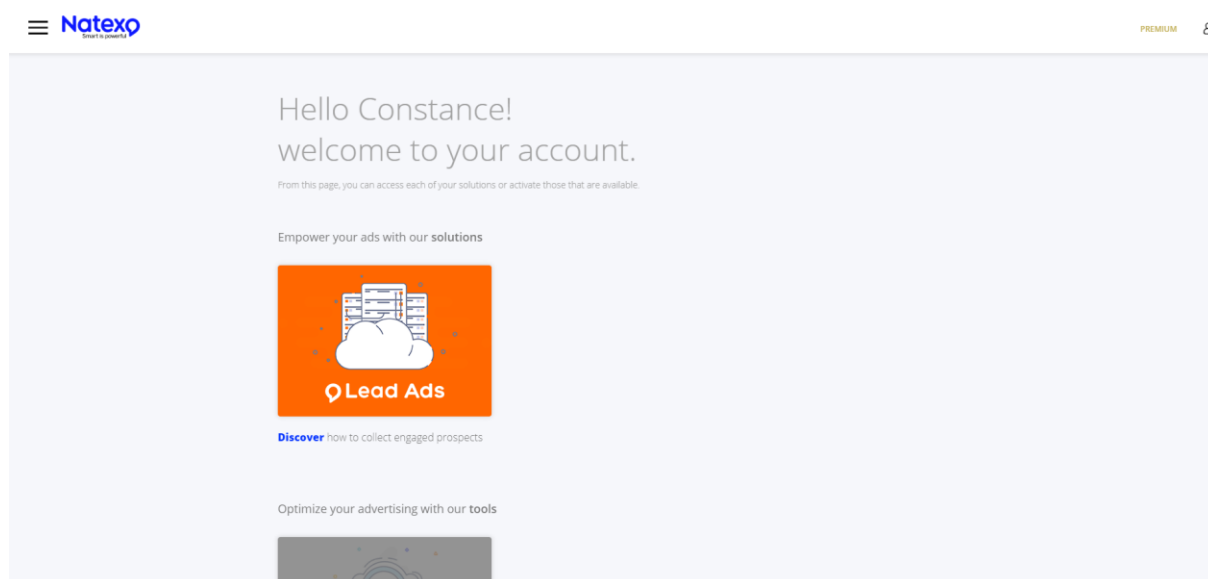 Natexo
Smart is powerful
PREMIUM
Hello Constance!
welcome to your account.
From this page, you can access each of your solutions or activate those that are available.
Empower your ads with our solutions
Lead Ads
Discover how to collect engaged prospects
Optimize your advertising with our tools